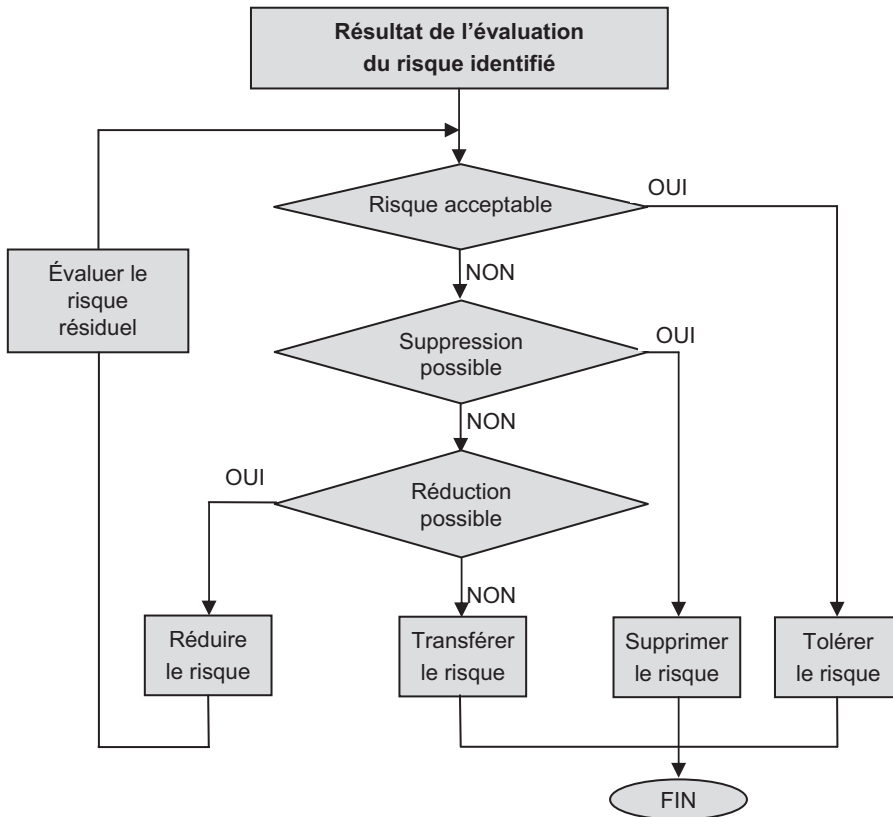 Résultat de l'évaluation
du risque identifié
Risque acceptable
OUI
NON
Évaluer le
risque
résiduel
Suppression
possible
OUI
NON
OUI
Réduction
possible
NON
Réduire
le risque
Transférer
le risque
Supprimer
le risque
Tolérer
le risque
FIN